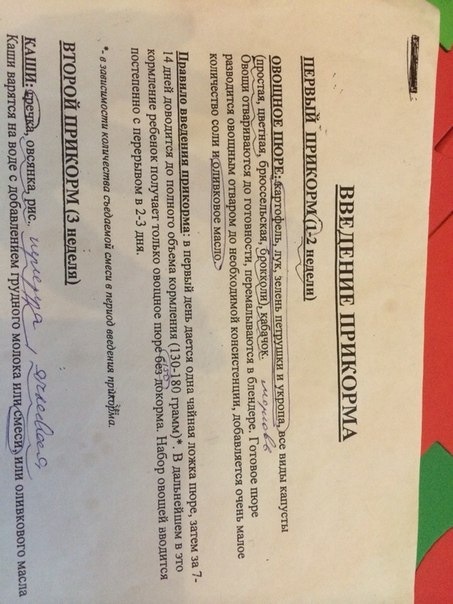 ВВЕДЕНИЕ ПРИКОРМА
ПЕРВЫЙ ПРИКОРМ (1-2 недели)
ОВОЩНОЕ ПЮРЕ: картофель, лук, зелень петрушки и укропа, все виды капусты
(простая, цветная, брюссельская, брокколи), кабачок. морковь
Овощи отвариваются до готовности, перемалываются в блендере. Готовое пюре
разводится овощным отваром до необходимой консистенции, добавляется очень малое
количество соли и оливковое масло.
Правило введения прикорма: в первый день дается одна чайная ложка пюре, затем за 7-
14 дней доводится до полного объема кормления (130-180 грамм)*. В дальнейшем в это
кормление ребенок получает только овощное пюре без докорма. Набор овощей вводится
постепенно с перерывом в 2-3 дня.
*- в зависимости количества съедаемой смеси в период введения прикорма.
ВТОРОЙ ПРИКОРМ (3 неделя)
КАШИ: гречка, овсянка, рис.. ячневая
Каши варятся на воде с добавлением грудного молока или смеси, или оливкового масла